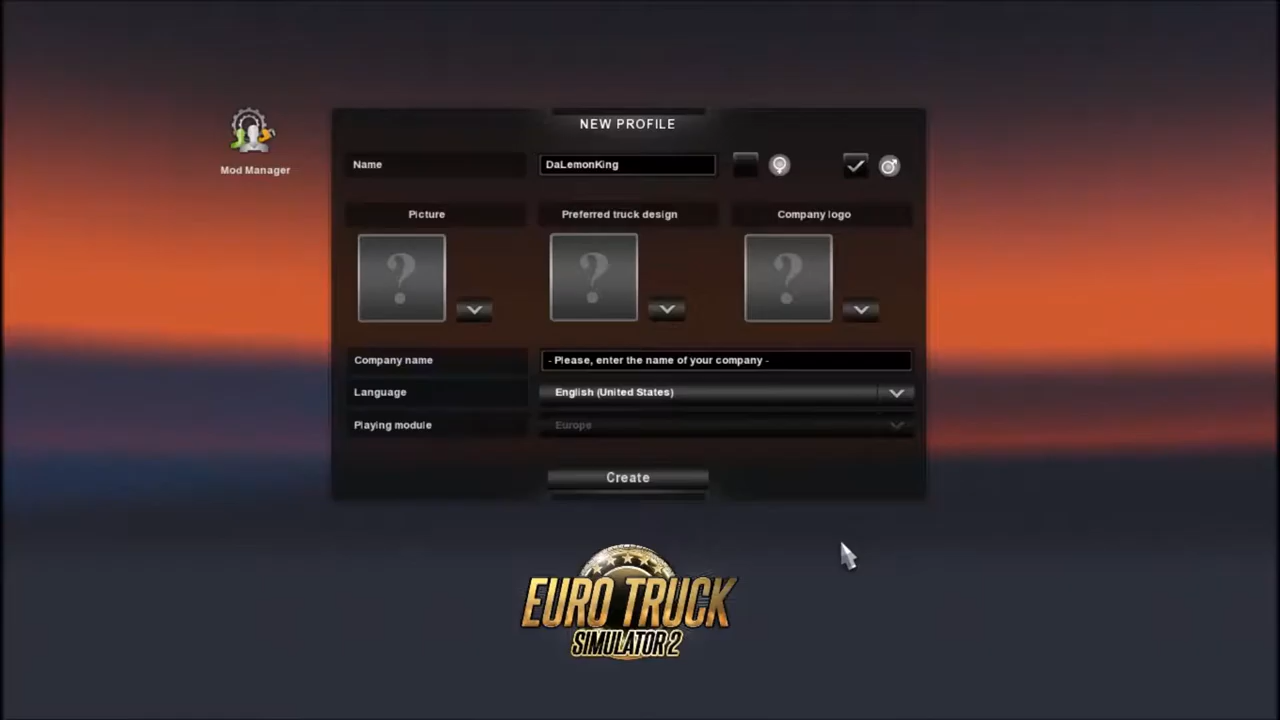 NEW PROFILE
Mod Manager
Name
DaLemonKing
Picture
Preferred truck design
Company logo
?
?
?
Company name
- Please, enter the name of your company -
Language
English (United States)
Playing module
Europe
Create
EURO TRUCK
SIMULATOR 2